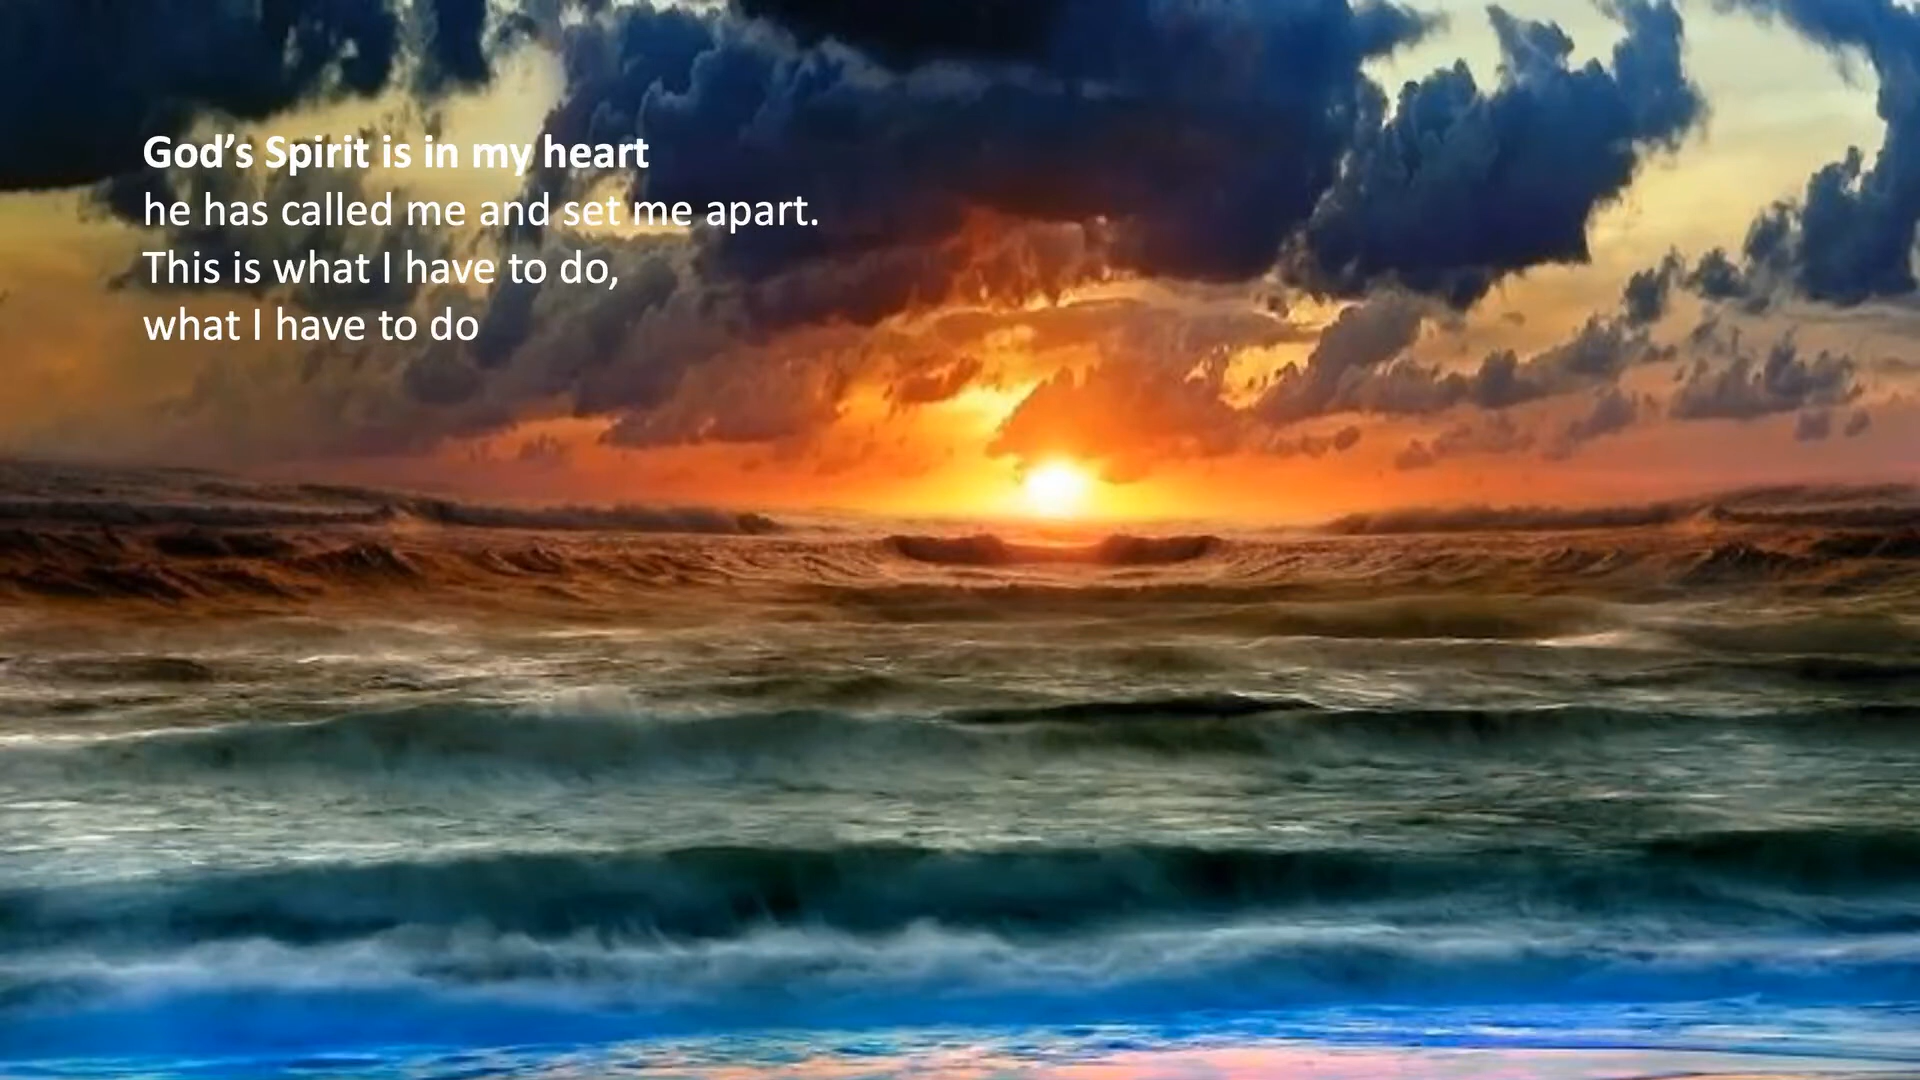 God’s Spirit is in my heart
he has called me and set me apart.
This is what I have to do,
what I have to do